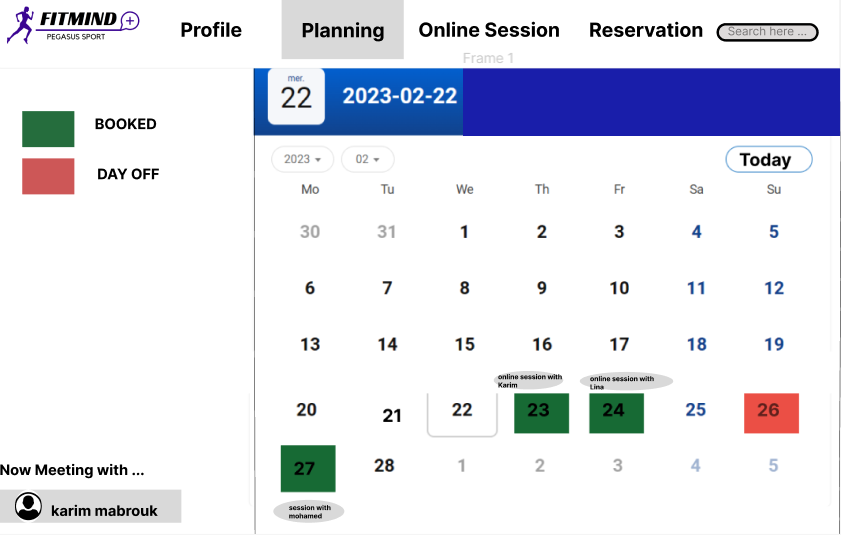 FITMIND
PEGASUS SPORT
Profile
Planning
Online Session
Reservation
Search here ...
Frame 1
mer.
22
2023-02-22
BOOKED
DAY OFF
2023
02
Today
Mo Tu We Th Fr Sa Su
30 31 1 2 3 4 5
6 7 8 9 10 11 12
13 14 15 16 17 18 19
online session with
Karim
online session with
Lina
20 21 22 23 24 25 26
27 28 1 2 3 4 5
session with
mohamed
Now Meeting with ...
karim mabrouk